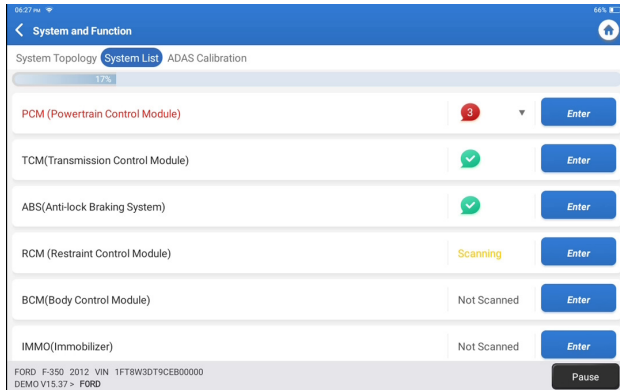 06:27 PM 66%
System and Function
System Topology System List ADAS Calibration
17%
PCM (Powertrain Control Module) 3 Enter
TCM(Transmission Control Module) Enter
ABS(Anti-lock Braking System) Enter
RCM (Restraint Control Module) Scanning Enter
BCM(Body Control Module) Not Scanned Enter
IMMO(Immobilizer) Not Scanned Enter
FORD F-350 2012 VIN 1FT8W3DT9CEB00000
DEMO V15.37 > FORD
Pause